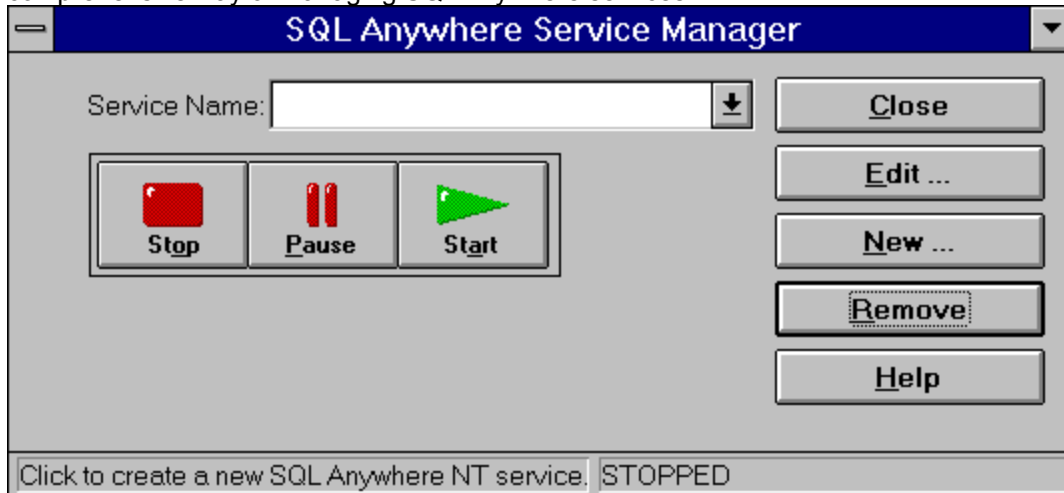 SQL Anywhere Service Manager
Service Name:
Close
Edit ...
New ...
Remove
Help
Stop
Pause
Start
Click to create a new SQL Anywhere NT service.
STOPPED